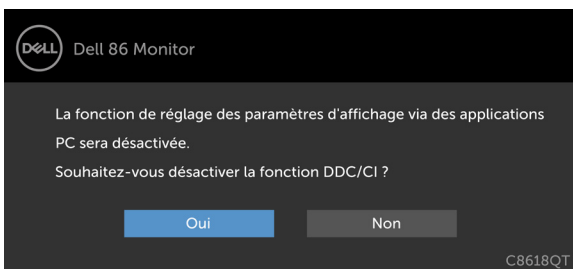 DELL Dell 86 Monitor
La fonction de réglage des paramètres d'affichage via des applications
PC sera désactivée.
Souhaitez-vous désactiver la fonction DDC/CI ?
Oui Non
C8618QT